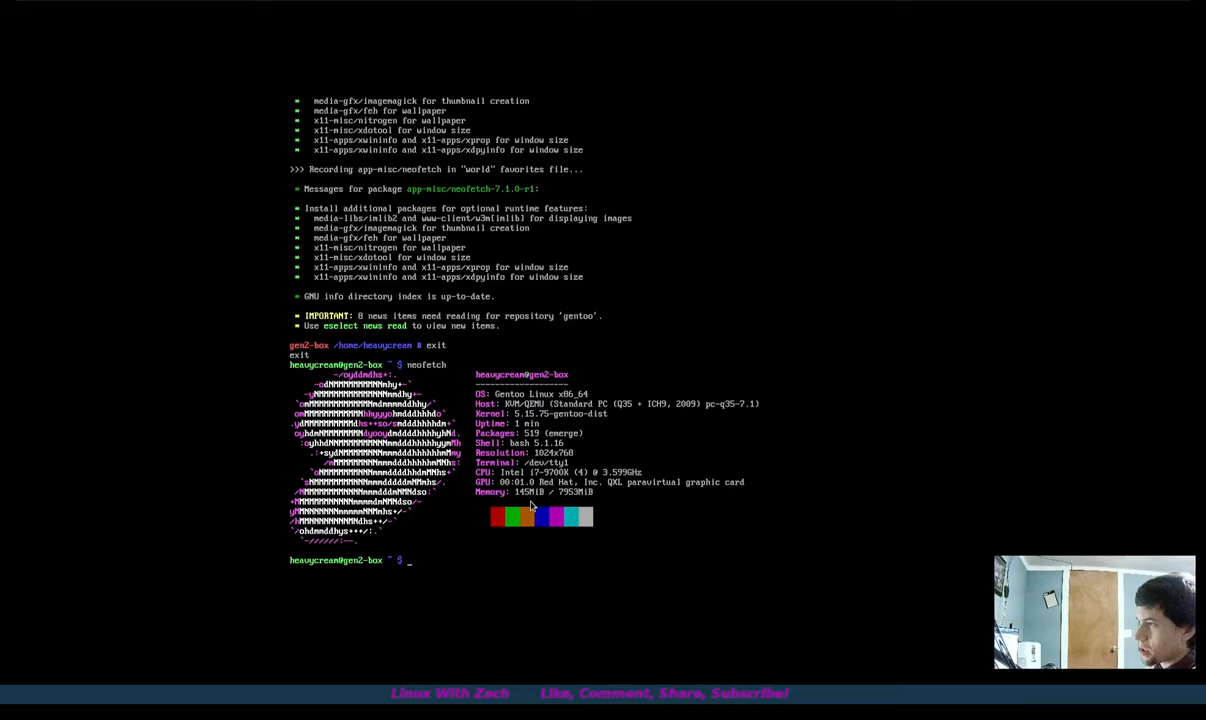 * media-gfx/imagemagick for thumbnail creation
* media-gfx/feh for wallpaper
* x11-misc/nitrogen for wallpaper
* x11-misc/xdotool for window size
* x11-apps/xwininfo and x11-apps/xprop for window size
* x11-apps/xwininfo and x11-apps/xdpyinfo for window size
>>> Recording app-misc/neofetch in "world" favorites file...
* Messages for package app-misc/neofetch-7.1.0-r1:
* Install additional packages for optional runtime features:
* media-libs/imlib2 and www-client/w3m[imlib] for displaying images
* media-gfx/imagemagick for thumbnail creation
* media-gfx/feh for wallpaper
* x11-misc/nitrogen for wallpaper
* x11-misc/xdotool for window size
* x11-apps/xwininfo and x11-apps/xprop for window size
* x11-apps/xwininfo and x11-apps/xdpyinfo for window size
* GNU info directory index is up-to-date.
* IMPORTANT: 8 news items need reading for repository 'gentoo'.
* Use eselect news read to view new items.
gen2-box /home/heavycream # exit
exit
heavycream@gen2-box ~ $ neofetch
heavycream@gen2-box
-------------------
OS: Gentoo Linux x86_64
Host: KVM/QEMU (Standard PC (Q35 + ICH9, 2009) pc-q35-7.1)
Kernel: 5.15.75-gentoo-dist
Uptime: 1 min
Packages: 519 (emerge)
Shell: bash 5.1.16
Resolution: 1024x768
Terminal: /dev/tty1
CPU: Intel i7-9700K (4) @ 3.599GHz
GPU: 00:01.0 Red Hat, Inc. QXL paravirtual graphic card
Memory: 145MiB / 7953MiB
heavycream@gen2-box ~ $ _
Linux With Zach Like, Comment, Share, Subscribe!